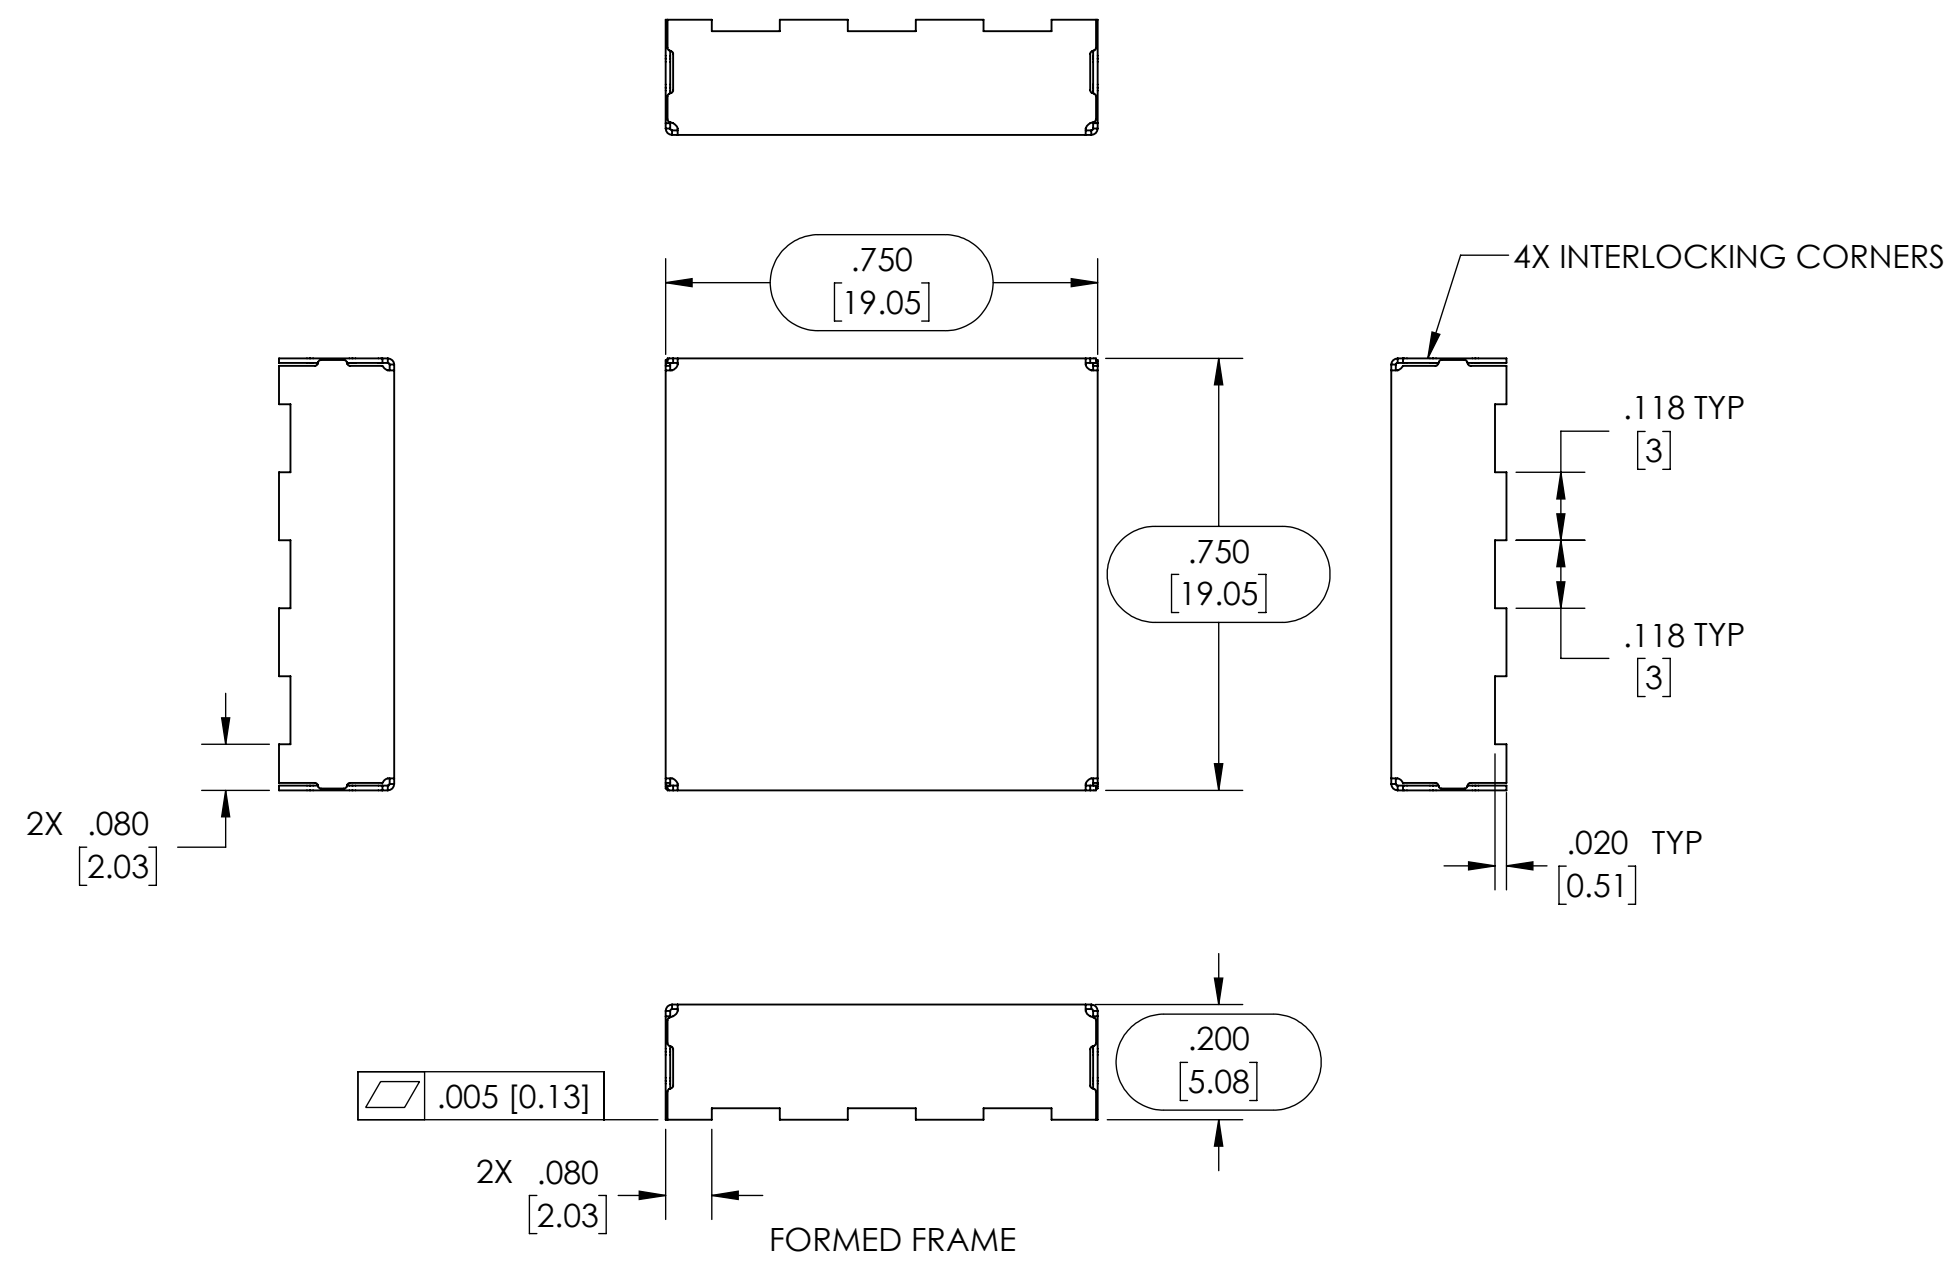 .750
[19.05]
4X INTERLOCKING CORNERS
.118 TYP
[3]
.750
[19.05]
.118 TYP
[3]
2X .080
[2.03]
.020 TYP
[0.51]
.200
[5.08]
.005 [0.13]
2X .080
[2.03]
FORMED FRAME